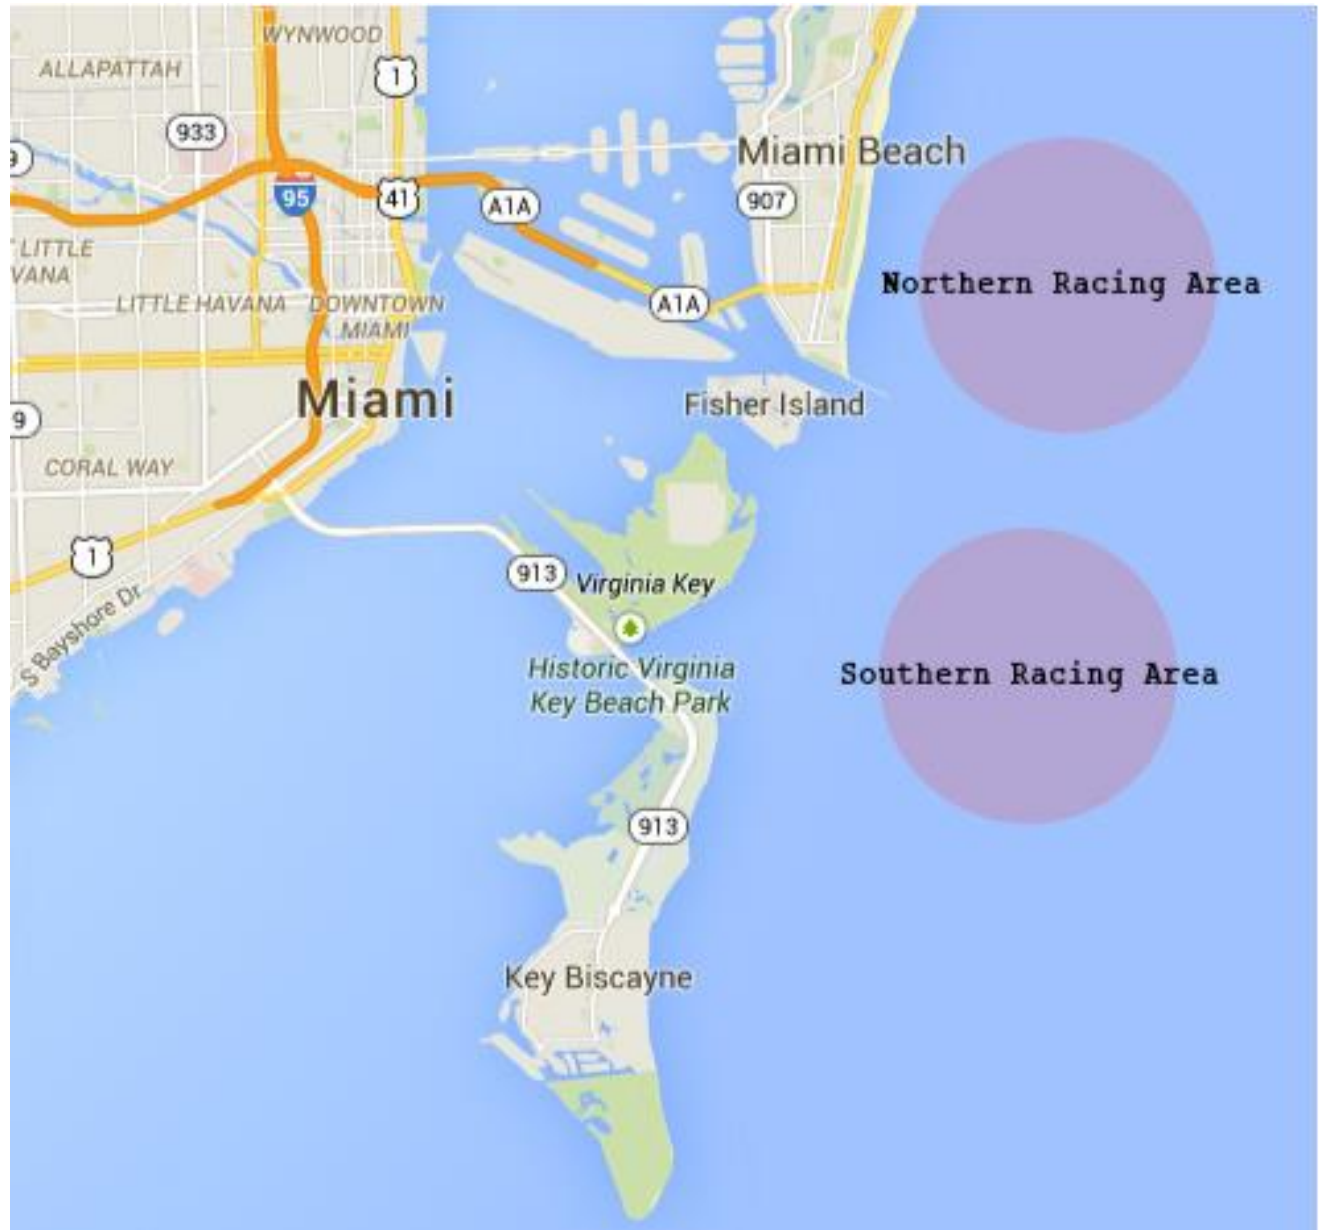 WYNWOOD
ALLAPATTAH
1
933
9
Miami Beach
95
41
A1A
907
LITTLE
VANA
Northern Racing Area
LITTLE HAVANA
DOWNTOWN
MIAMI
A1A
Miami
Fisher Island
9
CORAL WAY
1
913
Virginia Key
S Bayshore Dr
Historic Virginia
Key Beach Park
Southern Racing Area
913
Key Biscayne